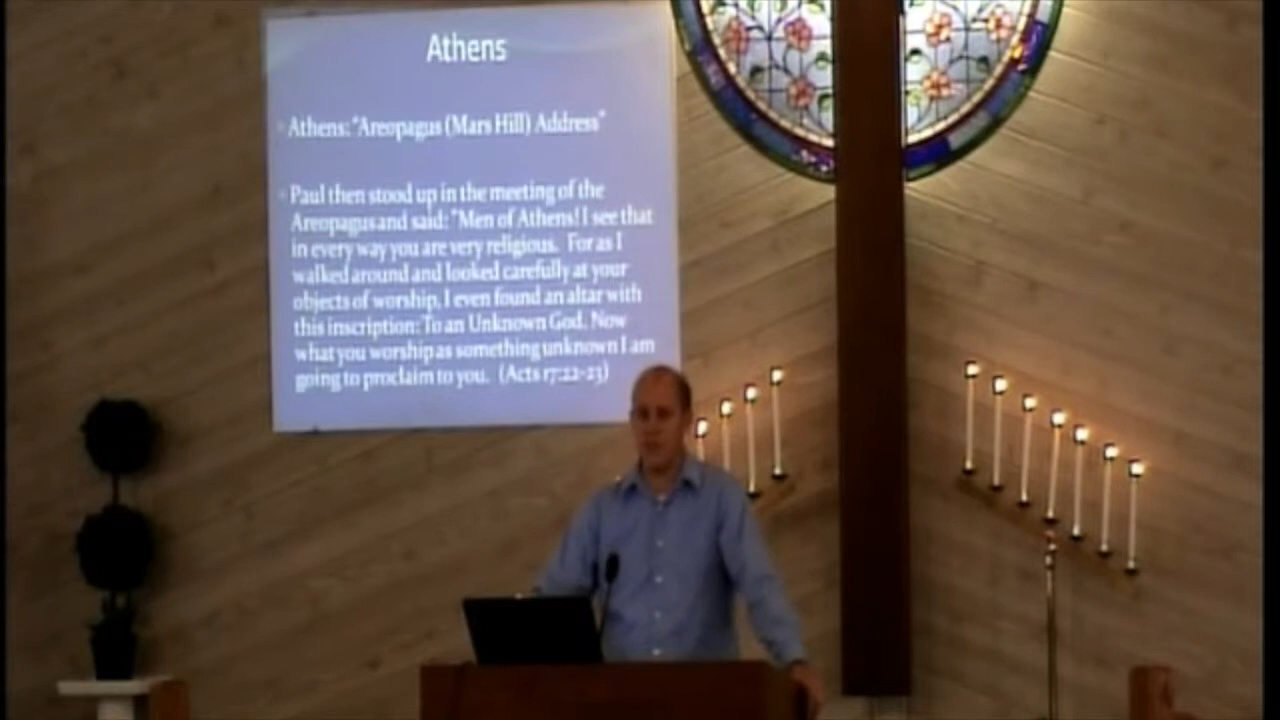 Athens
Athens: "Areopagus (Mars Hill) Address"
Paul then stood up in the meeting of the
Areopagus and said: "Men of Athens! I see that
in every way you are very religious. For as I
walked around and looked carefully at your
objects of worship, I even found an altar with
this inscription: To an Unknown God. Now
what you worship as something unknown I am
going to proclaim to you. (Acts 17:22-23)